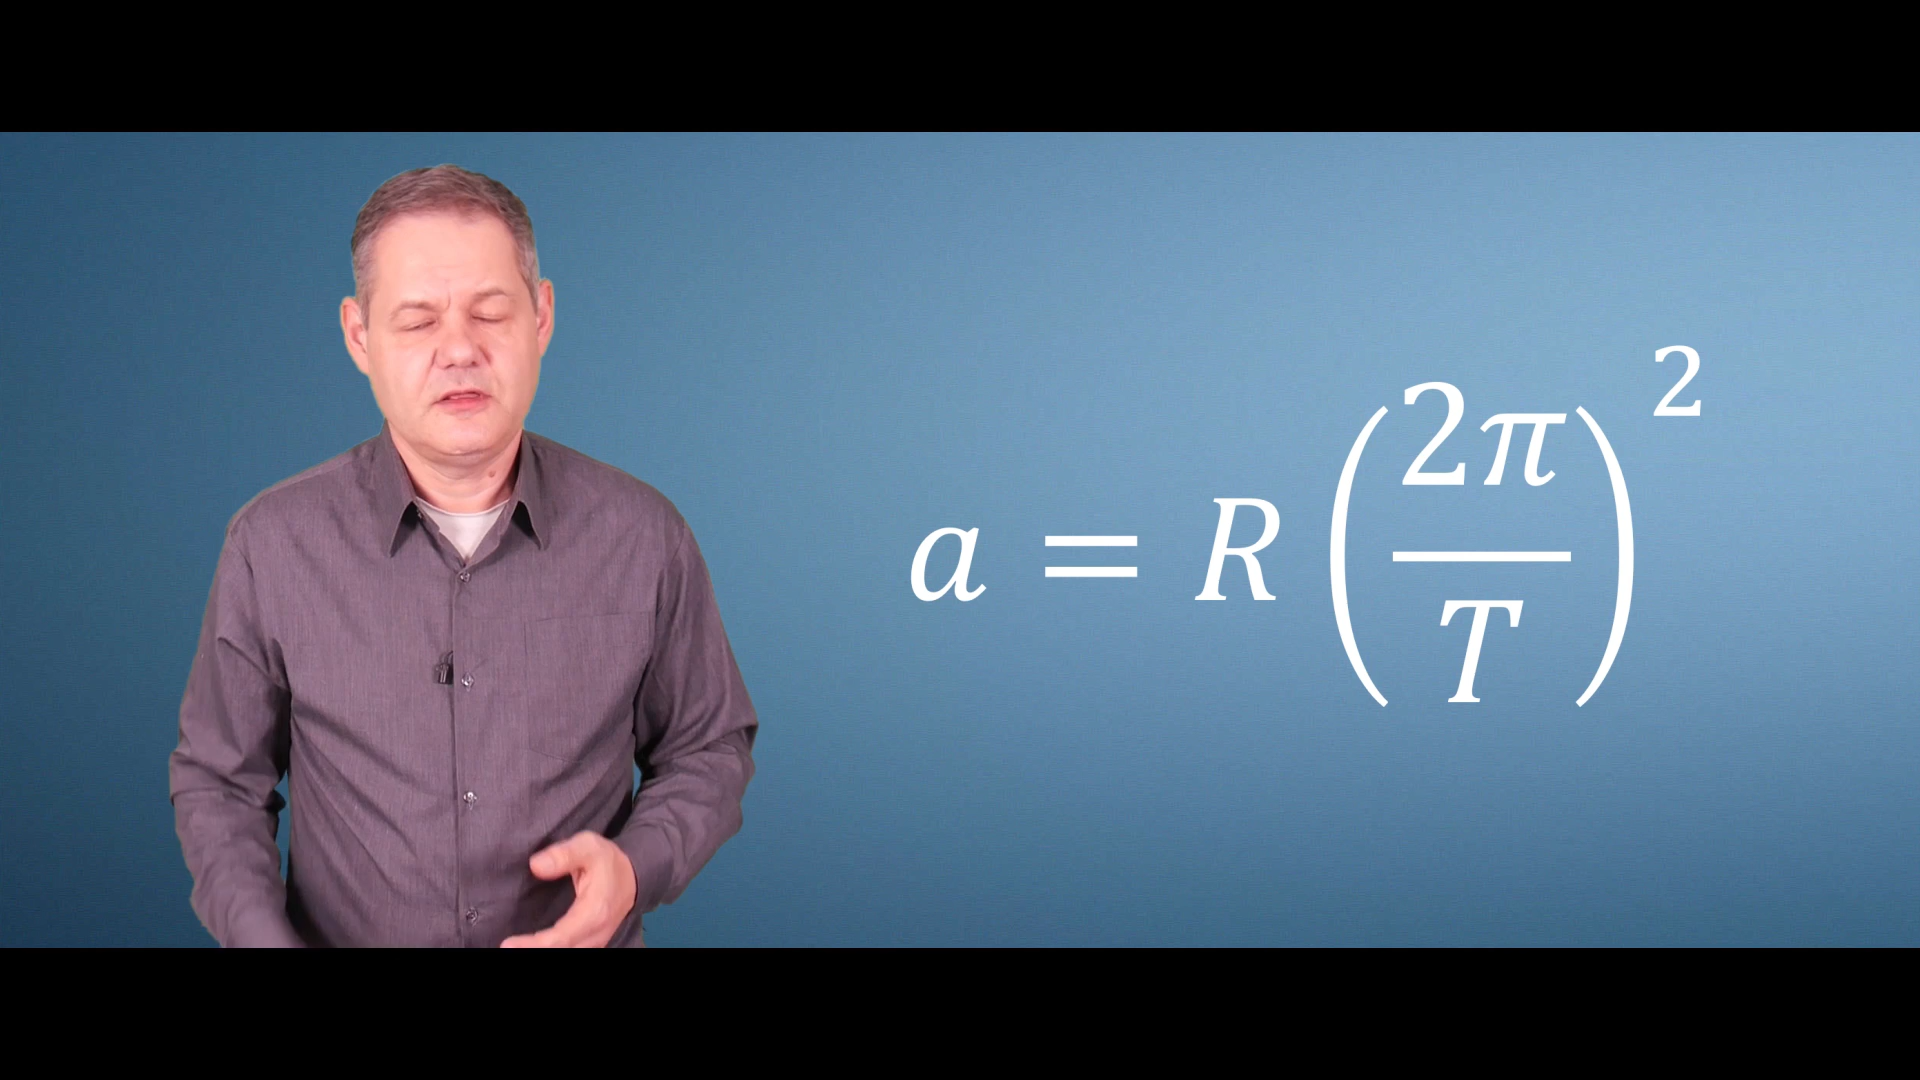 a = R (2π/T)²